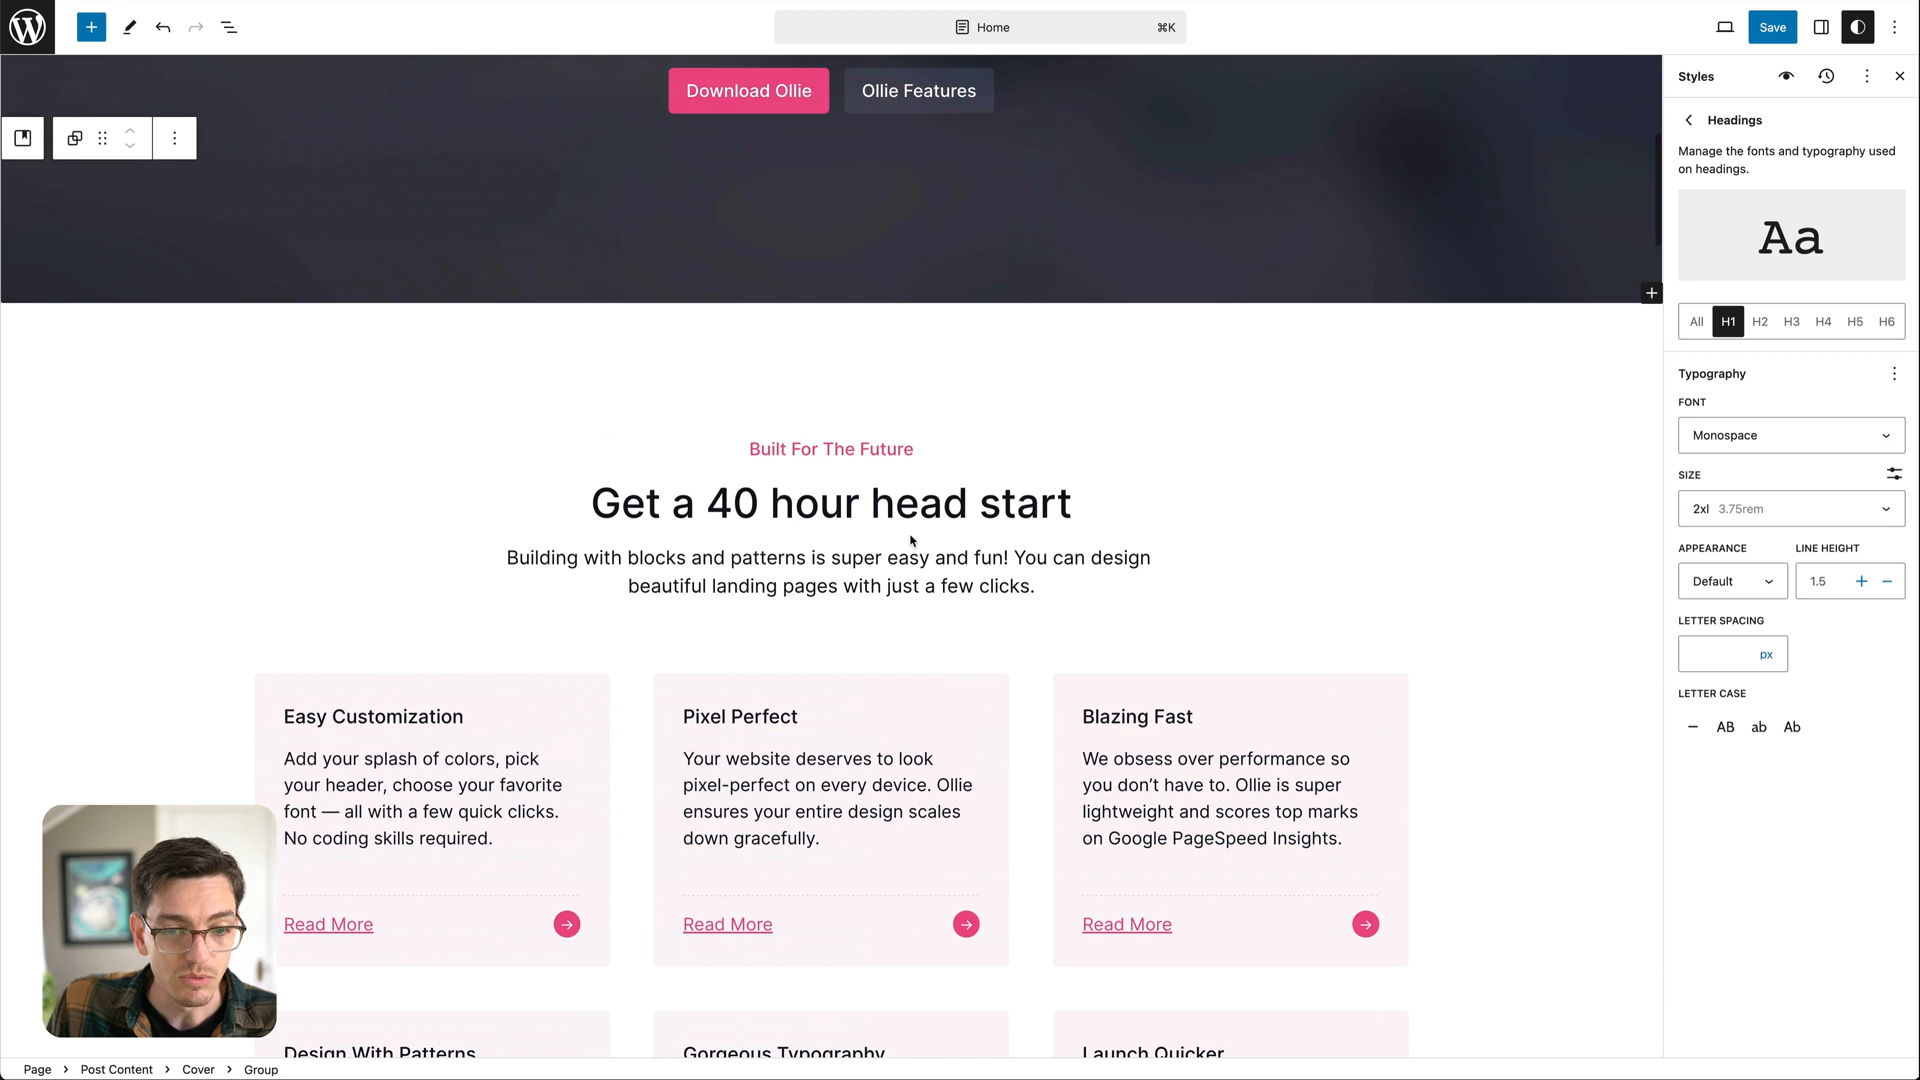 Home
⌘K
Save
Download Ollie
Ollie Features
Styles
Headings
Manage the fonts and typography used
on headings.
Aa
All H1 H2 H3 H4 H5 H6
Typography
FONT
Monospace
SIZE
2xl 3.75rem
APPEARANCE
LINE HEIGHT
Default
1.5
LETTER SPACING
px
LETTER CASE
AB ab Ab
Built For The Future
Get a 40 hour head start
Building with blocks and patterns is super easy and fun! You can design
beautiful landing pages with just a few clicks.
Easy Customization
Add your splash of colors, pick
your header, choose your favorite
font — all with a few quick clicks.
No coding skills required.
Read More
Pixel Perfect
Your website deserves to look
pixel-perfect on every device. Ollie
ensures your entire design scales
down gracefully.
Read More
Blazing Fast
We obsess over performance so
you don’t have to. Ollie is super
lightweight and scores top marks
on Google PageSpeed Insights.
Read More
Design With Patterns
Gorgeous Typography
Launch Quicker
Page > Post Content > Cover > Group